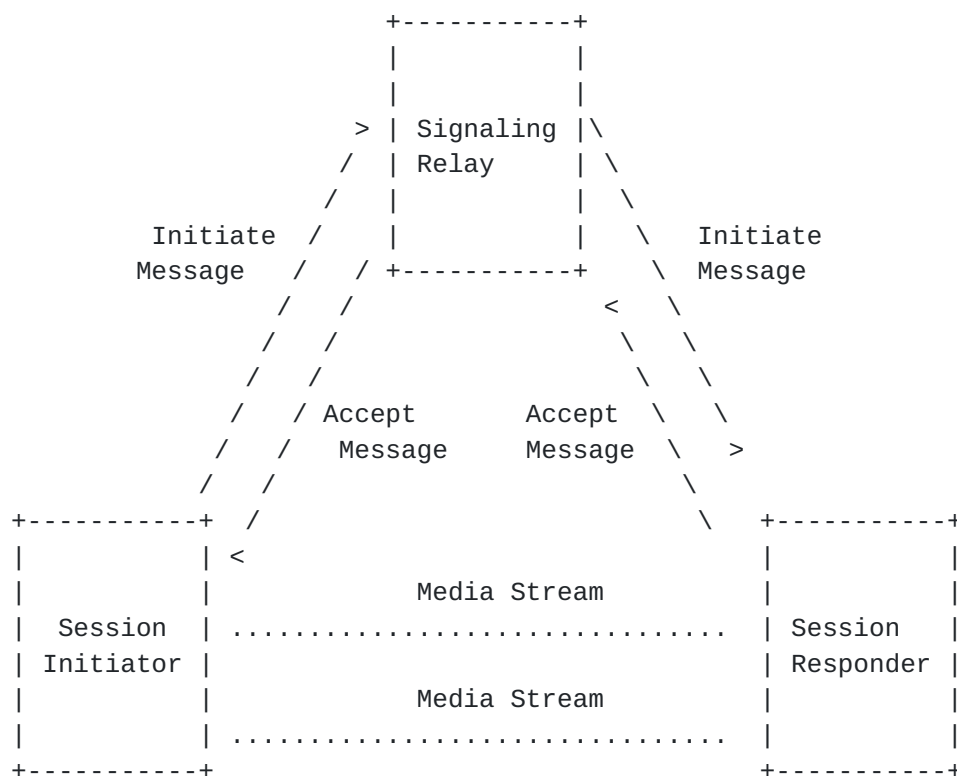 Signaling
Relay
Initiate Initiate
Message Message
Accept Accept
Message Message
Media Stream
Session Session
Initiator Responder
Media Stream